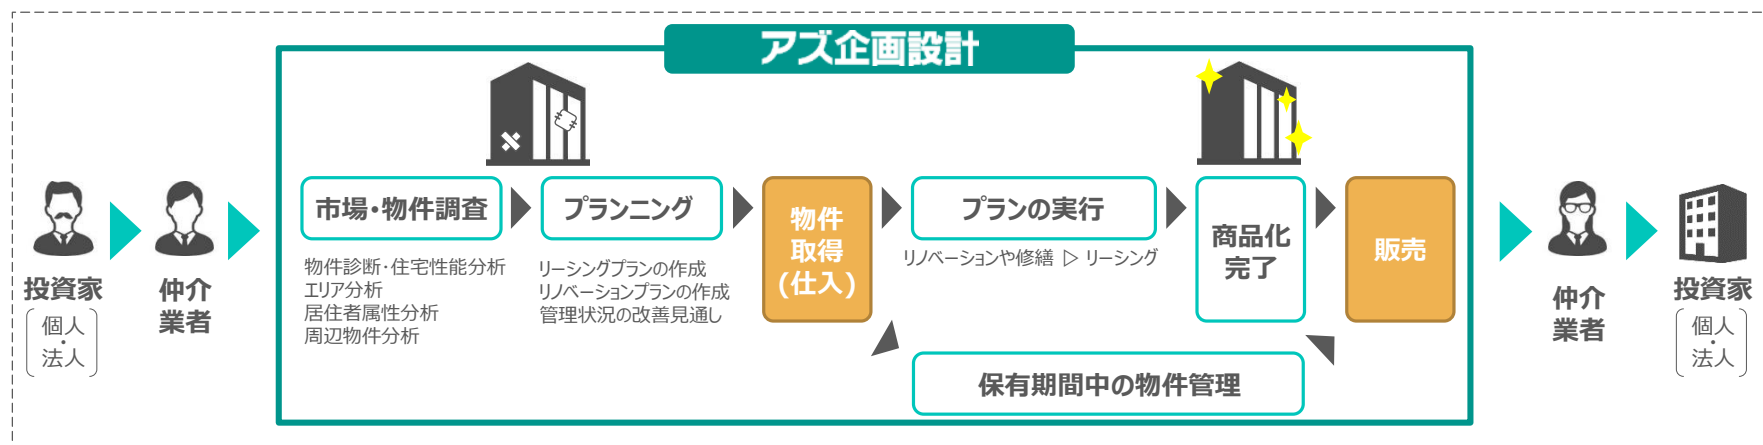 アズ企画設計
投資家
個人
・
法人
仲介
業者
市場・物件調査
物件診断・住宅性能分析
エリア分析
居住者属性分析
周辺物件分析
プランニング
リーシングプランの作成
リノベーションプランの作成
管理状況の改善見通し
物件
取得
(仕入)
プランの実行
リノベーションや修繕 ▷ リーシング
商品化
完了
保有期間中の物件管理
販売
仲介
業者
投資家
個人
・
法人